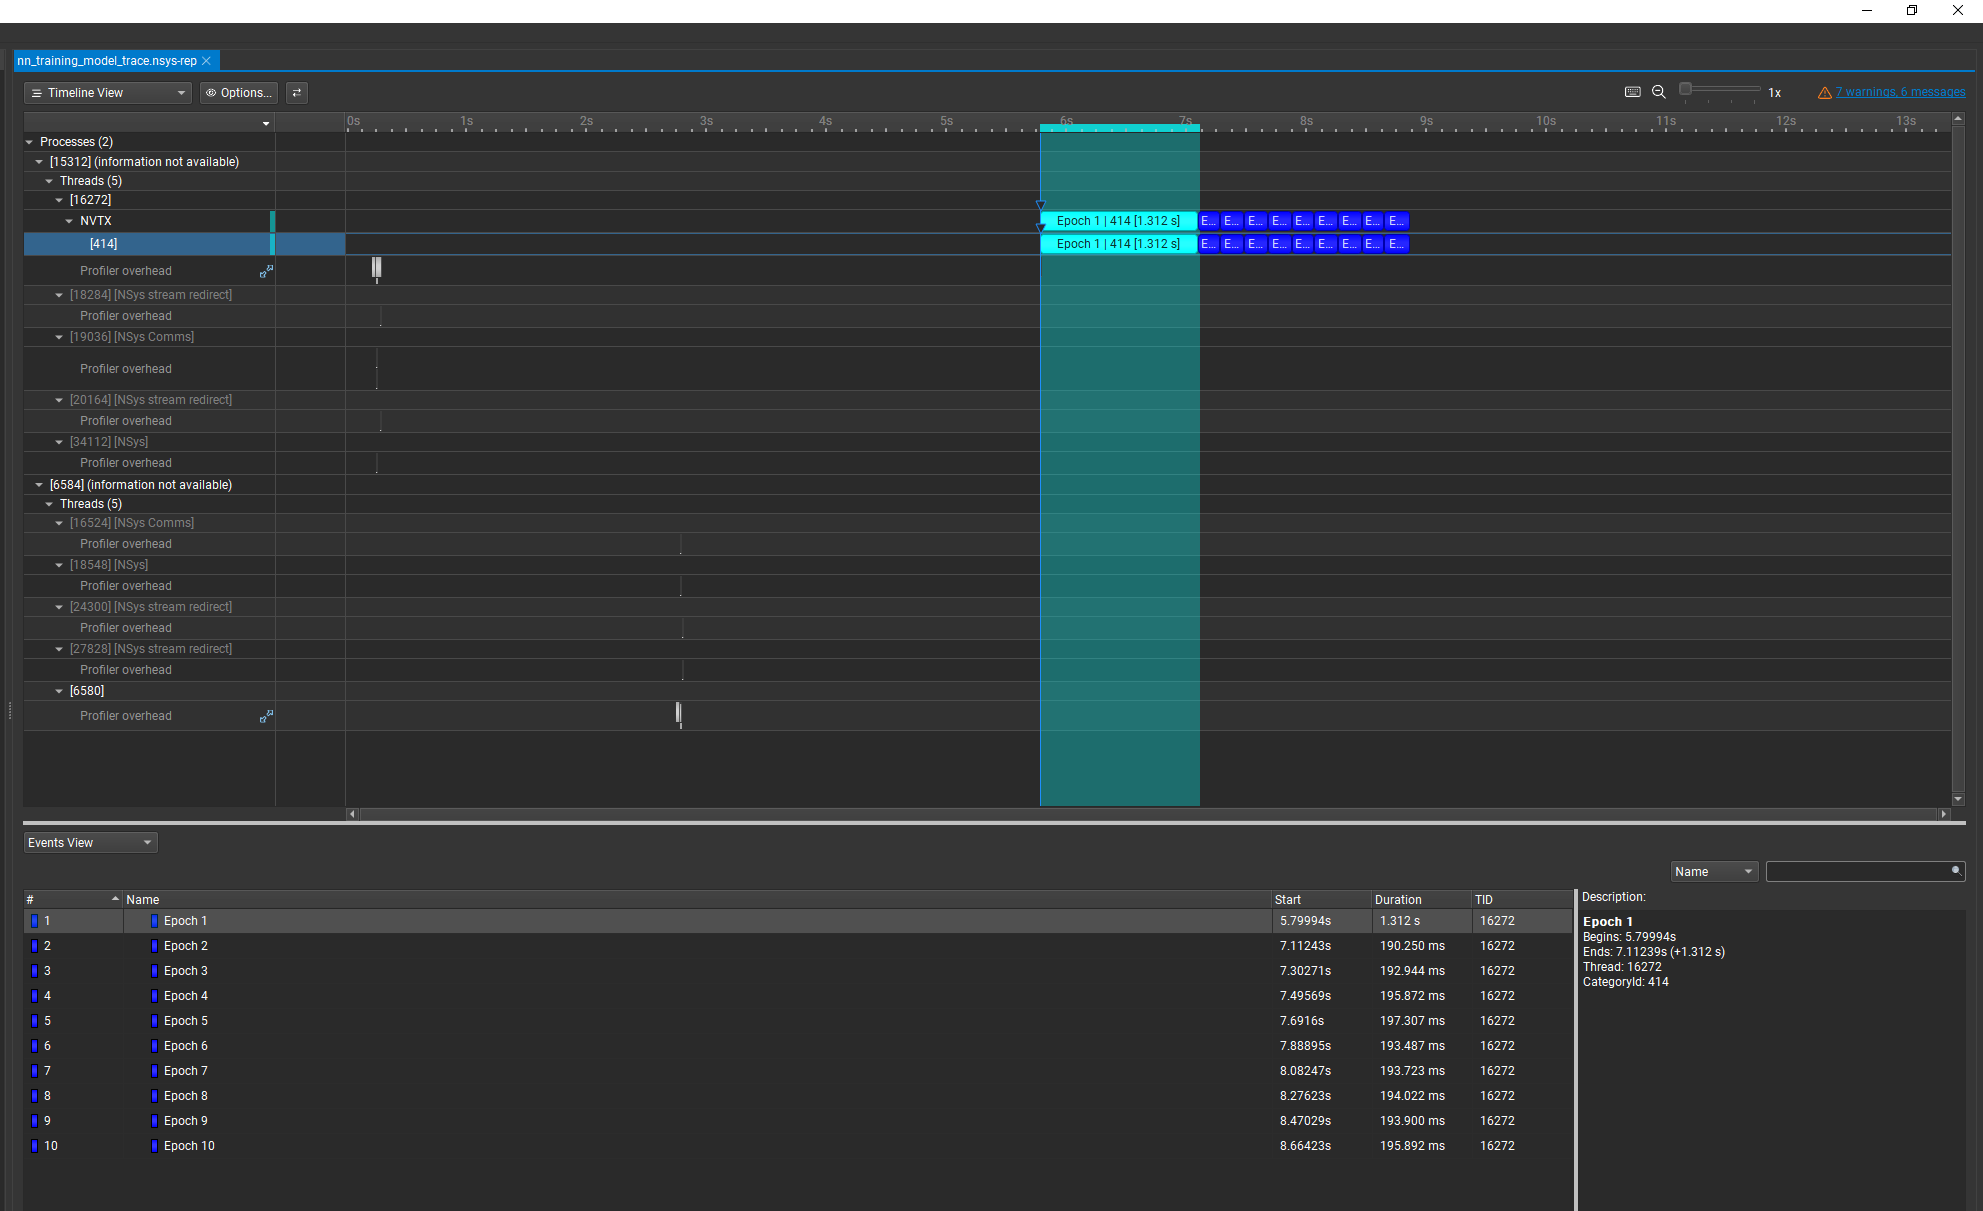 nn_training_model_trace.nsys-rep
Timeline View
Options...
1x
7 warnings, 6 messages
0s 1s 2s 3s 4s 5s 6s 7s 8s 9s 10s 11s 12s 13s
Processes (2)
[15312] (information not available)
Threads (5)
[16272]
NVTX
Epoch 1 | 414 [1.312 s] E... E... E... E... E... E... E... E... E...
[414]
Epoch 1 | 414 [1.312 s] E... E... E... E... E... E... E... E... E...
Profiler overhead
[18284] [NSys stream redirect]
Profiler overhead
[19036] [NSys Comms]
Profiler overhead
[20164] [NSys stream redirect]
Profiler overhead
[34112] [NSys]
Profiler overhead
[6584] (information not available)
Threads (5)
[16524] [NSys Comms]
Profiler overhead
[18548] [NSys]
Profiler overhead
[24300] [NSys stream redirect]
Profiler overhead
[27828] [NSys stream redirect]
Profiler overhead
[6580]
Profiler overhead
Events View
Name
# Name Start Duration TID
1 Epoch 1 5.79994s 1.312 s 16272
2 Epoch 2 7.11243s 190.250 ms 16272
3 Epoch 3 7.30271s 192.944 ms 16272
4 Epoch 4 7.49569s 195.872 ms 16272
5 Epoch 5 7.6916s 197.307 ms 16272
6 Epoch 6 7.88895s 193.487 ms 16272
7 Epoch 7 8.08247s 193.723 ms 16272
8 Epoch 8 8.27623s 194.022 ms 16272
9 Epoch 9 8.47029s 193.900 ms 16272
10 Epoch 10 8.66423s 195.892 ms 16272
Description:
Epoch 1
Begins: 5.79994s
Ends: 7.11239s (+1.312 s)
Thread: 16272
CategoryId: 414